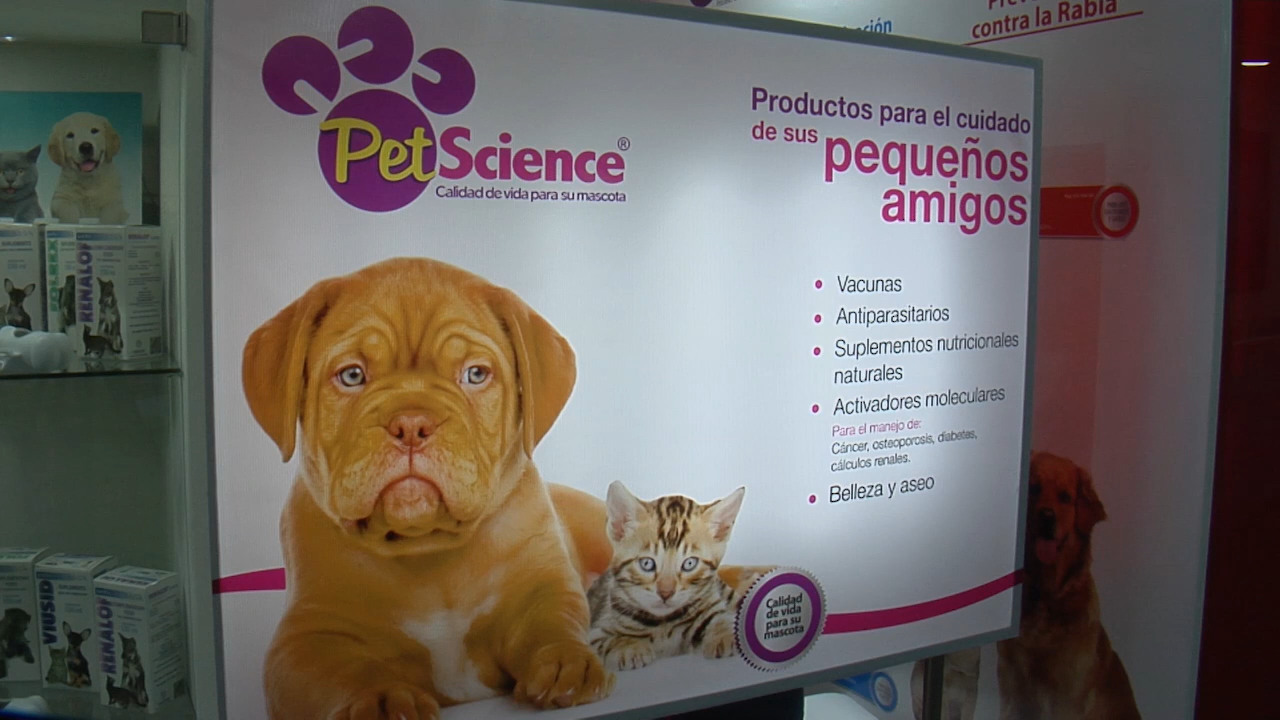 PetScience®
Calidad de vida para su mascota
Productos para el cuidado
de sus pequeños
amigos
• Vacunas
• Antiparasitarios
• Suplementos nutricionales
naturales
• Activadores moleculares
Para el manejo de:
Cáncer, osteoporosis, diabetes,
cálculos renales.
• Belleza y aseo
Calidad
de vida
para su
mascota
contra la Rabia
RENALOF
VIUSID
RENALOF